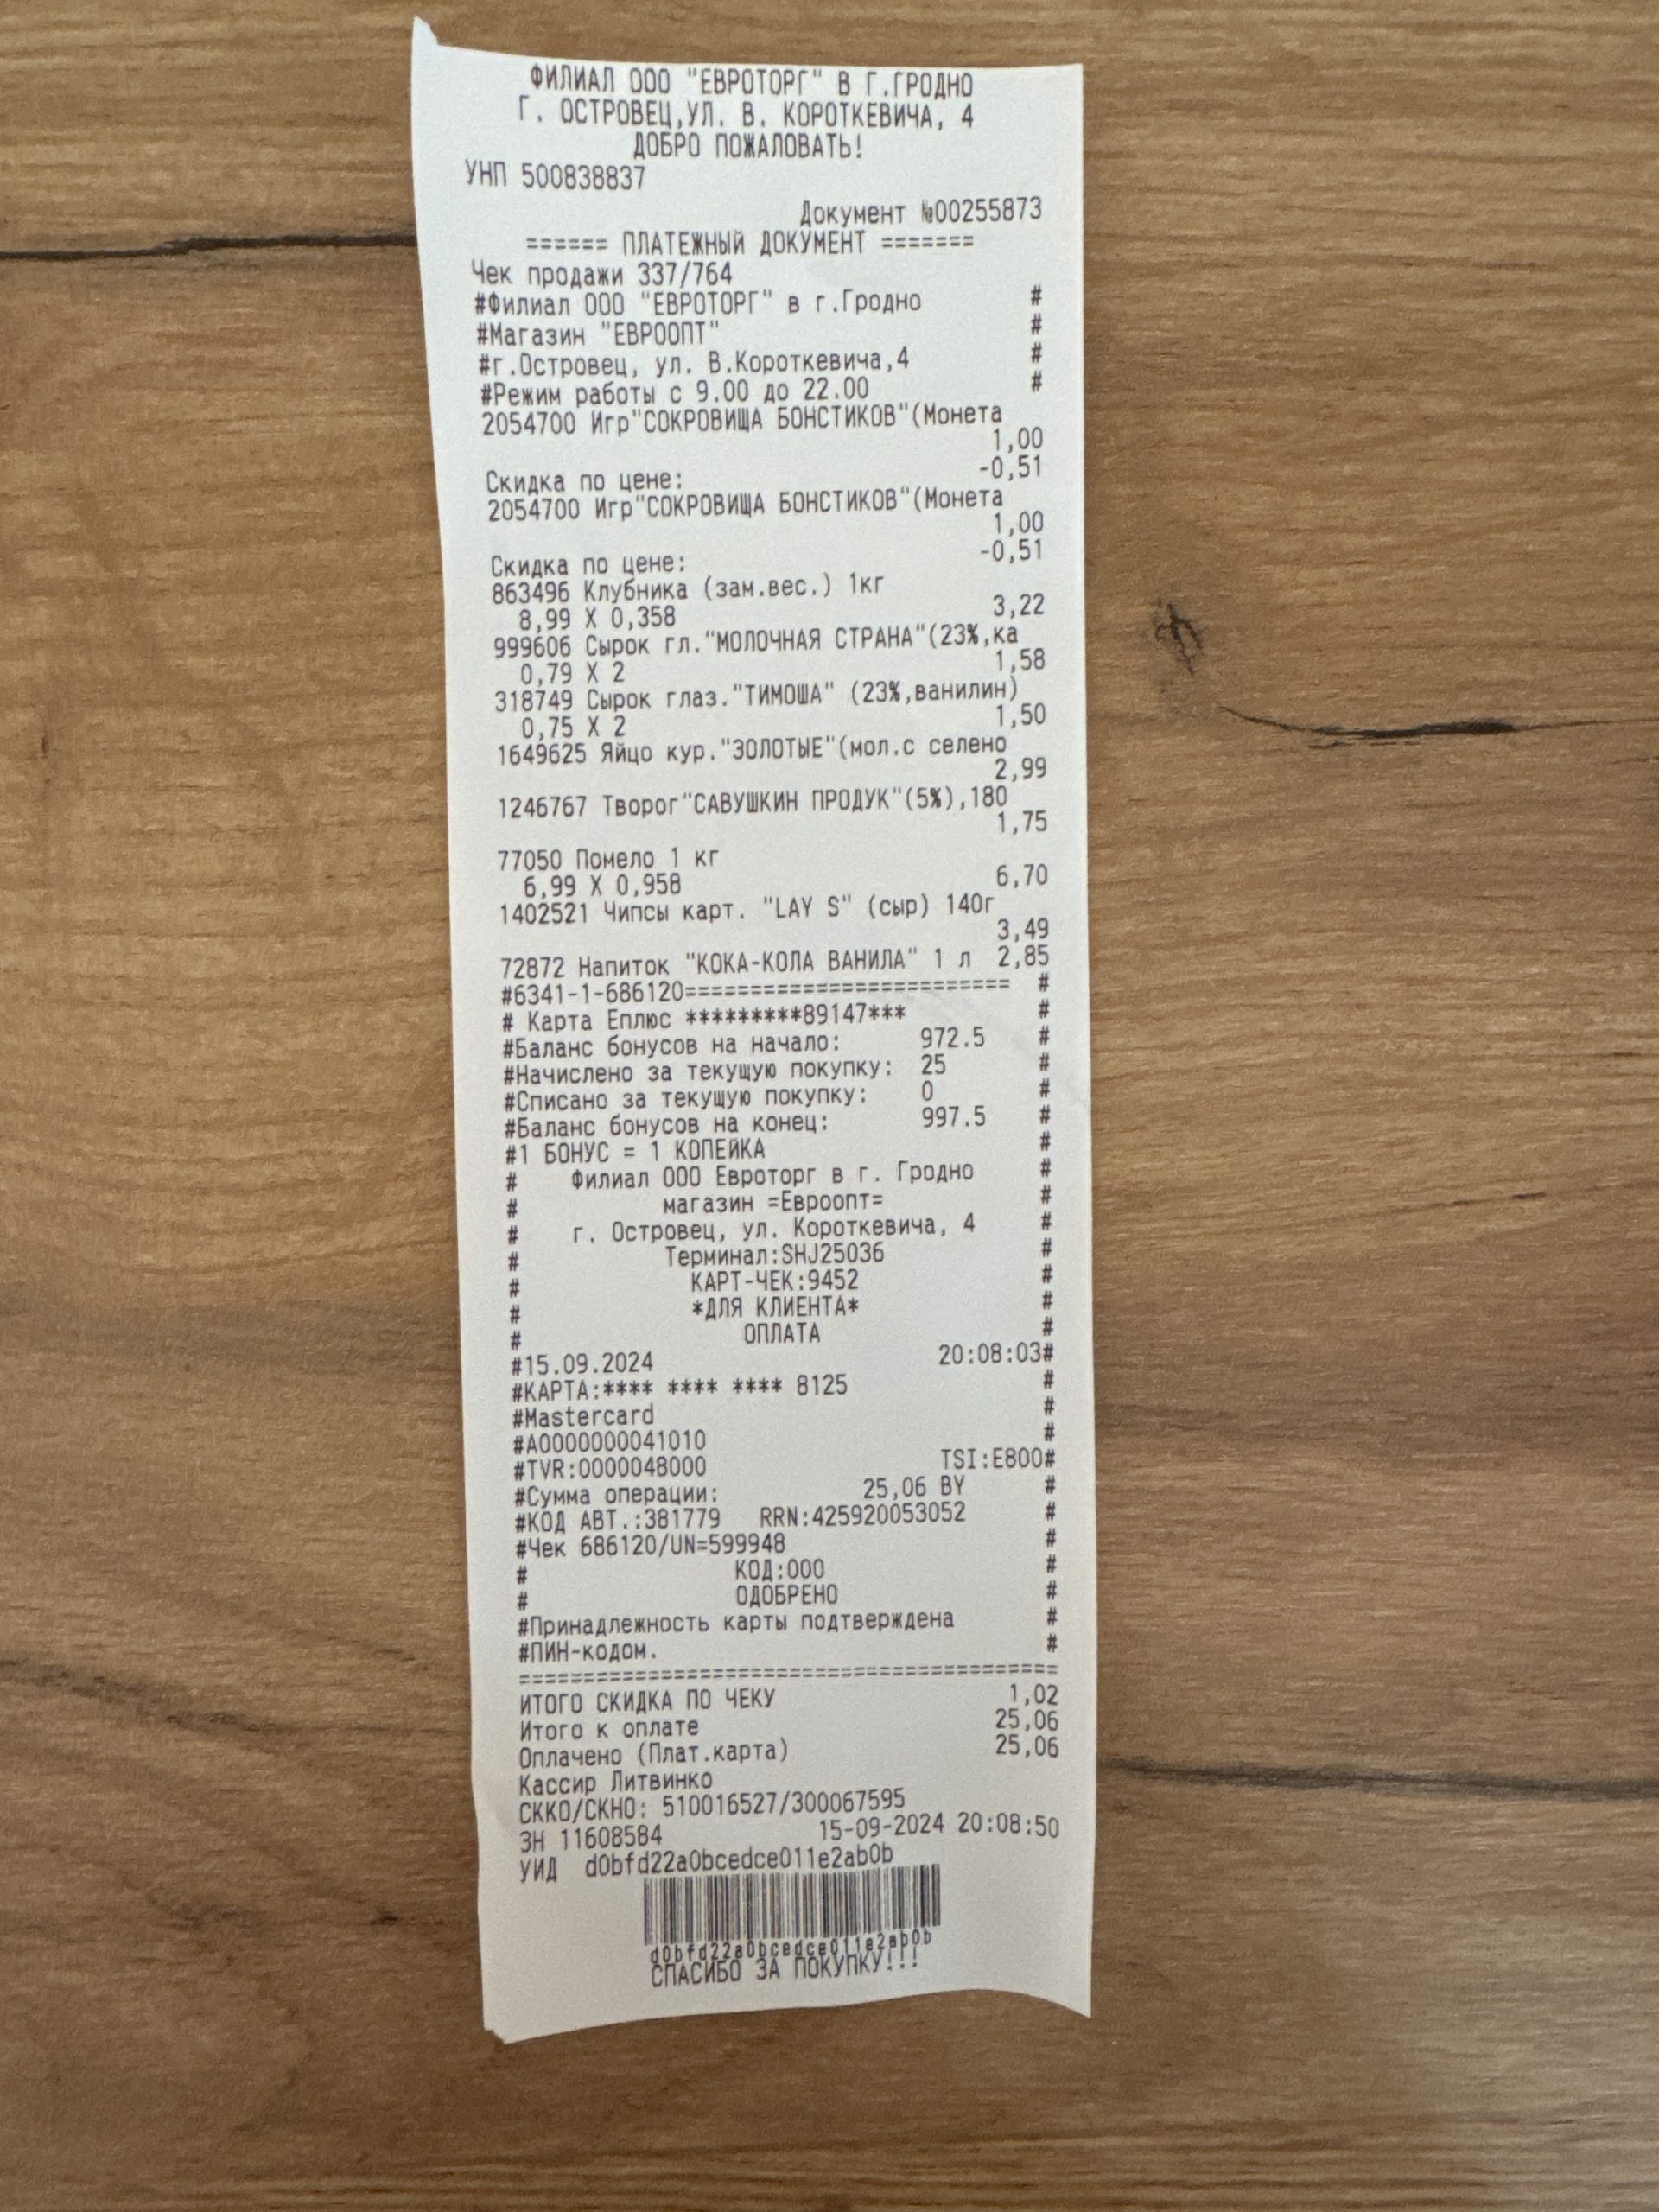 ФИЛИАЛ ООО "ЕВРОТОРГ" В Г.ГРОДНО
Г. ОСТРОВЕЦ,УЛ. В. КОРОТКЕВИЧА, 4
ДОБРО ПОЖАЛОВАТЬ!
УНП 500838837
Документ №00255873
====== ПЛАТЕЖНЫЙ ДОКУМЕНТ =======
Чек продажи 337/764
#Филиал ООО "ЕВРОТОРГ" в г.Гродно #
#Магазин "ЕВРООПТ" #
#г.Островец, ул. В.Короткевича,4 #
#Режим работы с 9.00 до 22.00 #
2054700 Игр"СОКРОВИЩА БОНСТИКОВ"(Монета
1,00
Скидка по цене: -0,51
2054700 Игр"СОКРОВИЩА БОНСТИКОВ"(Монета
1,00
Скидка по цене: -0,51
863496 Клубника (зам.вес.) 1кг
8,99 X 0,358 3,22
999606 Сырок гл."МОЛОЧНАЯ СТРАНА"(23%,ка
0,79 X 2 1,58
318749 Сырок глаз."ТИМОША" (23%,ванилин)
0,75 X 2 1,50
1649625 Яйцо кур."ЗОЛОТЫЕ"(мол.с селено
2,99
1246767 Творог"САВУШКИН ПРОДУК"(5%),180
1,75
77050 Помело 1 кг
6,99 X 0,958 6,70
1402521 Чипсы карт. "LAY S" (сыр) 140г
3,49
72872 Напиток "КОКА-КОЛА ВАНИЛА" 1 л 2,85
#6341-1-686120========================= #
# Карта Еплюс *********89147*** #
#Баланс бонусов на начало: 972.5 #
#Начислено за текущую покупку: 25 #
#Списано за текущую покупку: 0 #
#Баланс бонусов на конец: 997.5 #
#1 БОНУС = 1 КОПЕЙКА #
# Филиал ООО Евроторг в г. Гродно #
# магазин =Евроопт= #
# г. Островец, ул. Короткевича, 4 #
# Терминал:SHJ25036 #
# КАРТ-ЧЕК:9452 #
# *ДЛЯ КЛИЕНТА* #
# ОПЛАТА #
#15.09.2024 20:08:03#
#КАРТА:**** **** **** 8125 #
#Mastercard #
#A0000000041010 #
#TVR:0000048000 TSI:E800#
#Сумма операции: 25,06 BY #
#КОД АВТ.:381779 RRN:425920053052 #
#Чек 686120/UN=599948 #
# КОД:000 #
# ОДОБРЕНО #
#Принадлежность карты подтверждена #
#ПИН-кодом. #
==========================================
ИТОГО СКИДКА ПО ЧЕКУ 1,02
Итого к оплате 25,06
Оплачено (Плат.карта) 25,06
Кассир Литвинко
СККО/СКНО: 510016527/300067595
ЗН 11608584 15-09-2024 20:08:50
УИД d0bfd22a0bcedce011e2ab0b
d0bfd22a0bcedce011e2ab0b
СПАСИБО ЗА ПОКУПКУ!!!